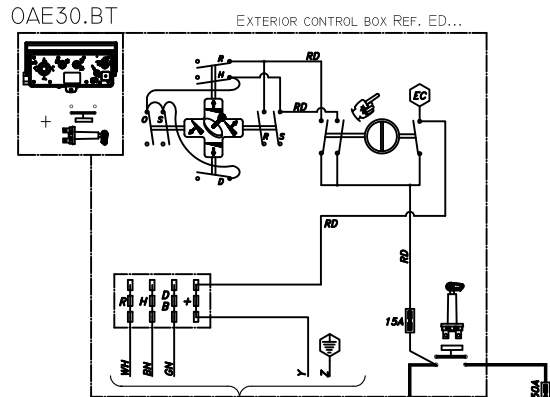 OAE30.BT
EXTERIOR CONTROL BOX REF. ED...
R
H
RD
EC
O S
RD
+
R S
D
RD
RD
R H D B +
15A
WH BN GN Y Z
50A